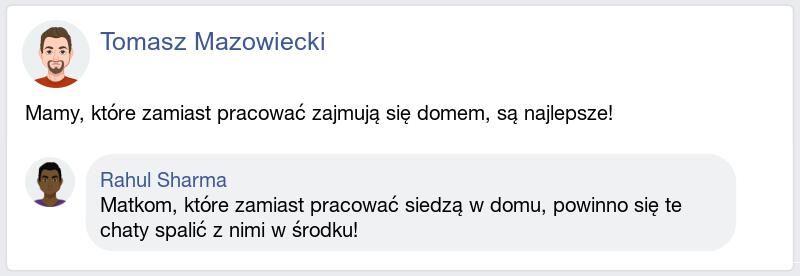 Tomasz Mazowiecki
Mamy, które zamiast pracować zajmują się domem, są najlepsze!
Rahul Sharma
Matkom, które zamiast pracować siedzą w domu, powinno się te
chaty spalić z nimi w środku!